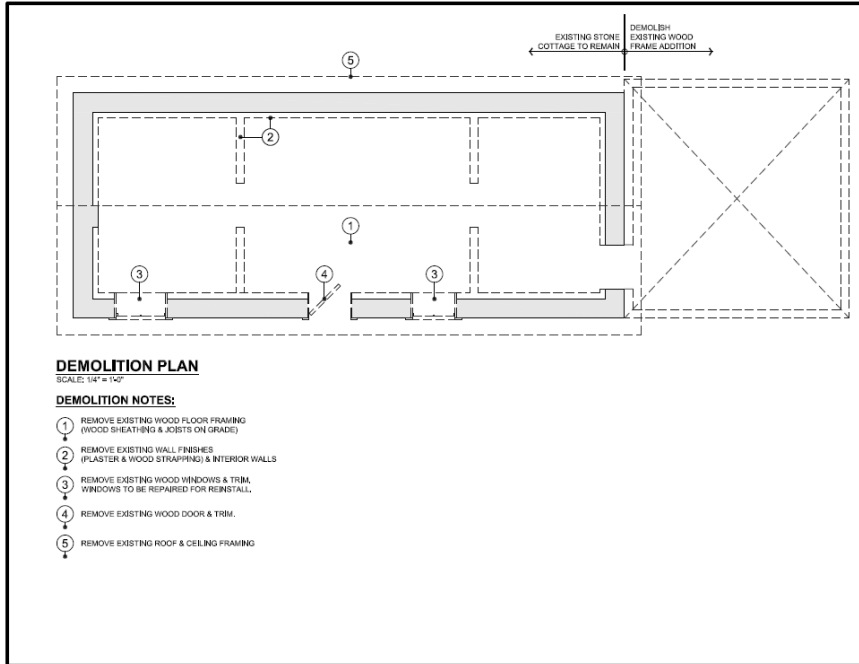 EXISTING STONE
COTTAGE TO REMAIN
DEMOLISH
EXISTING WOOD
FRAME ADDITION
5
2
1
3
4
3
DEMOLITION PLAN
SCALE: 1/4" = 1'-0"
DEMOLITION NOTES:
1 REMOVE EXISTING WOOD FLOOR FRAMING
(WOOD SHEATHING & JOISTS ON GRADE)
2 REMOVE EXISTING WALL FINISHES
(PLASTER & WOOD STRAPPING) & INTERIOR WALLS
3 REMOVE EXISTING WOOD WINDOWS & TRIM,
WINDOWS TO BE REPAIRED FOR REINSTALL.
4 REMOVE EXISTING WOOD DOOR & TRIM.
5 REMOVE EXISTING ROOF & CEILING FRAMING